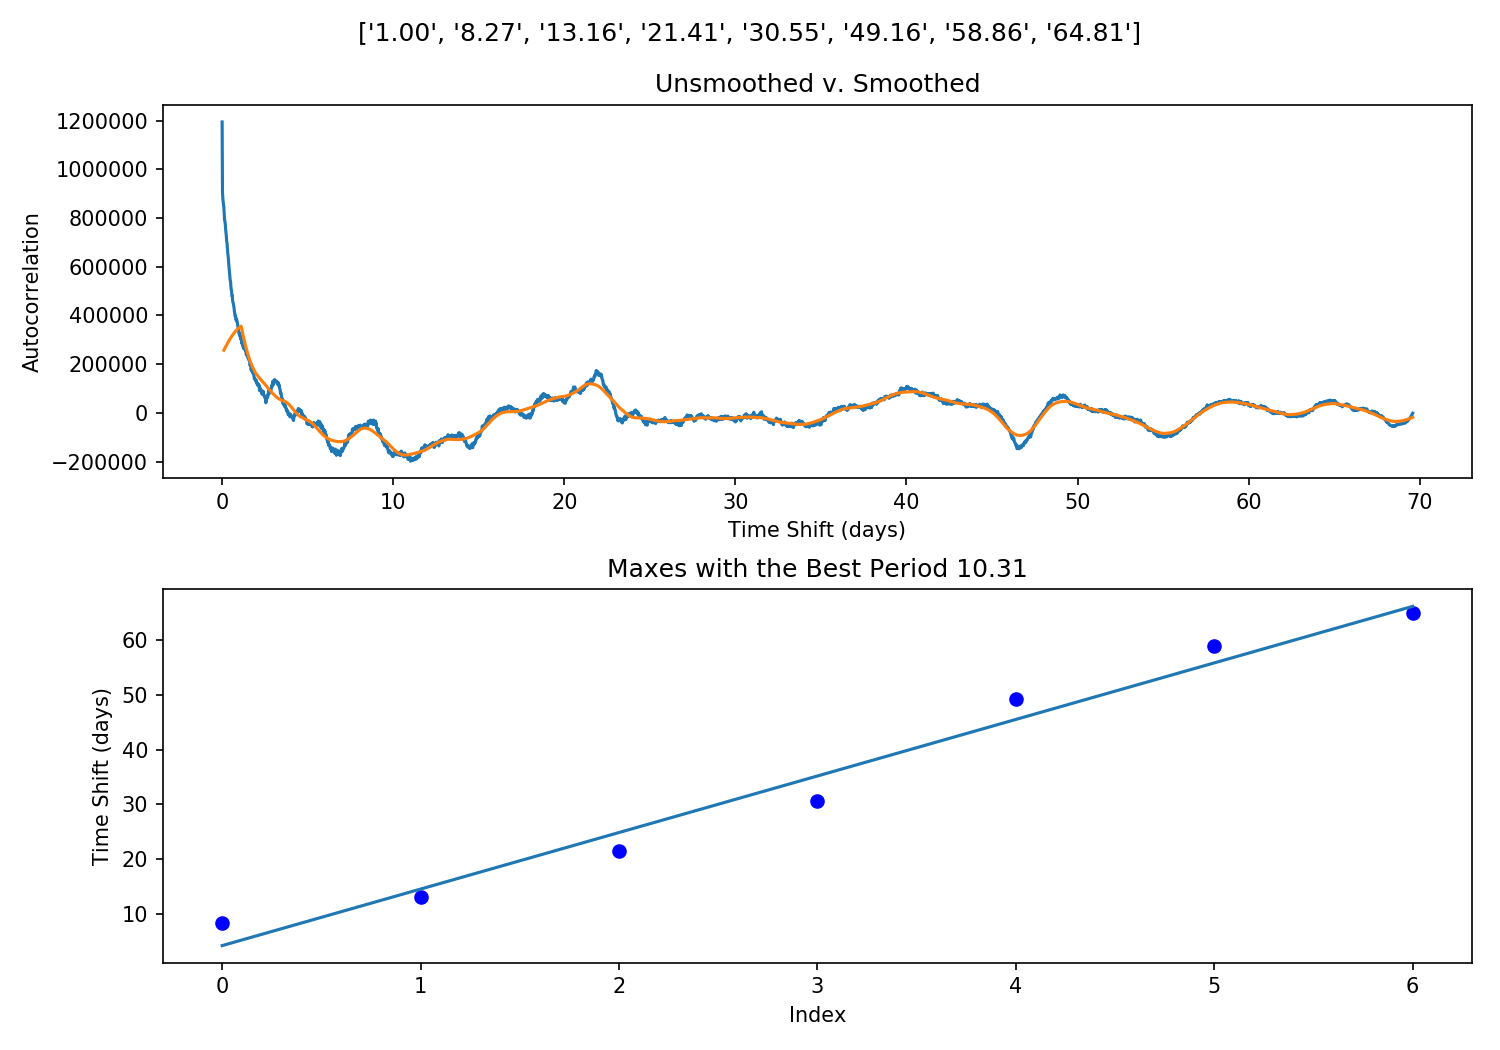 ['1.00', '8.27', '13.16', '21.41', '30.55', '49.16', '58.86', '64.81']
Unsmoothed v. Smoothed
Autocorrelation
1200000
1000000
800000
600000
400000
200000
0
−200000
0 10 20 30 40 50 60 70
Time Shift (days)
Maxes with the Best Period 10.31
Time Shift (days)
60
50
40
30
20
10
0 1 2 3 4 5 6
Index